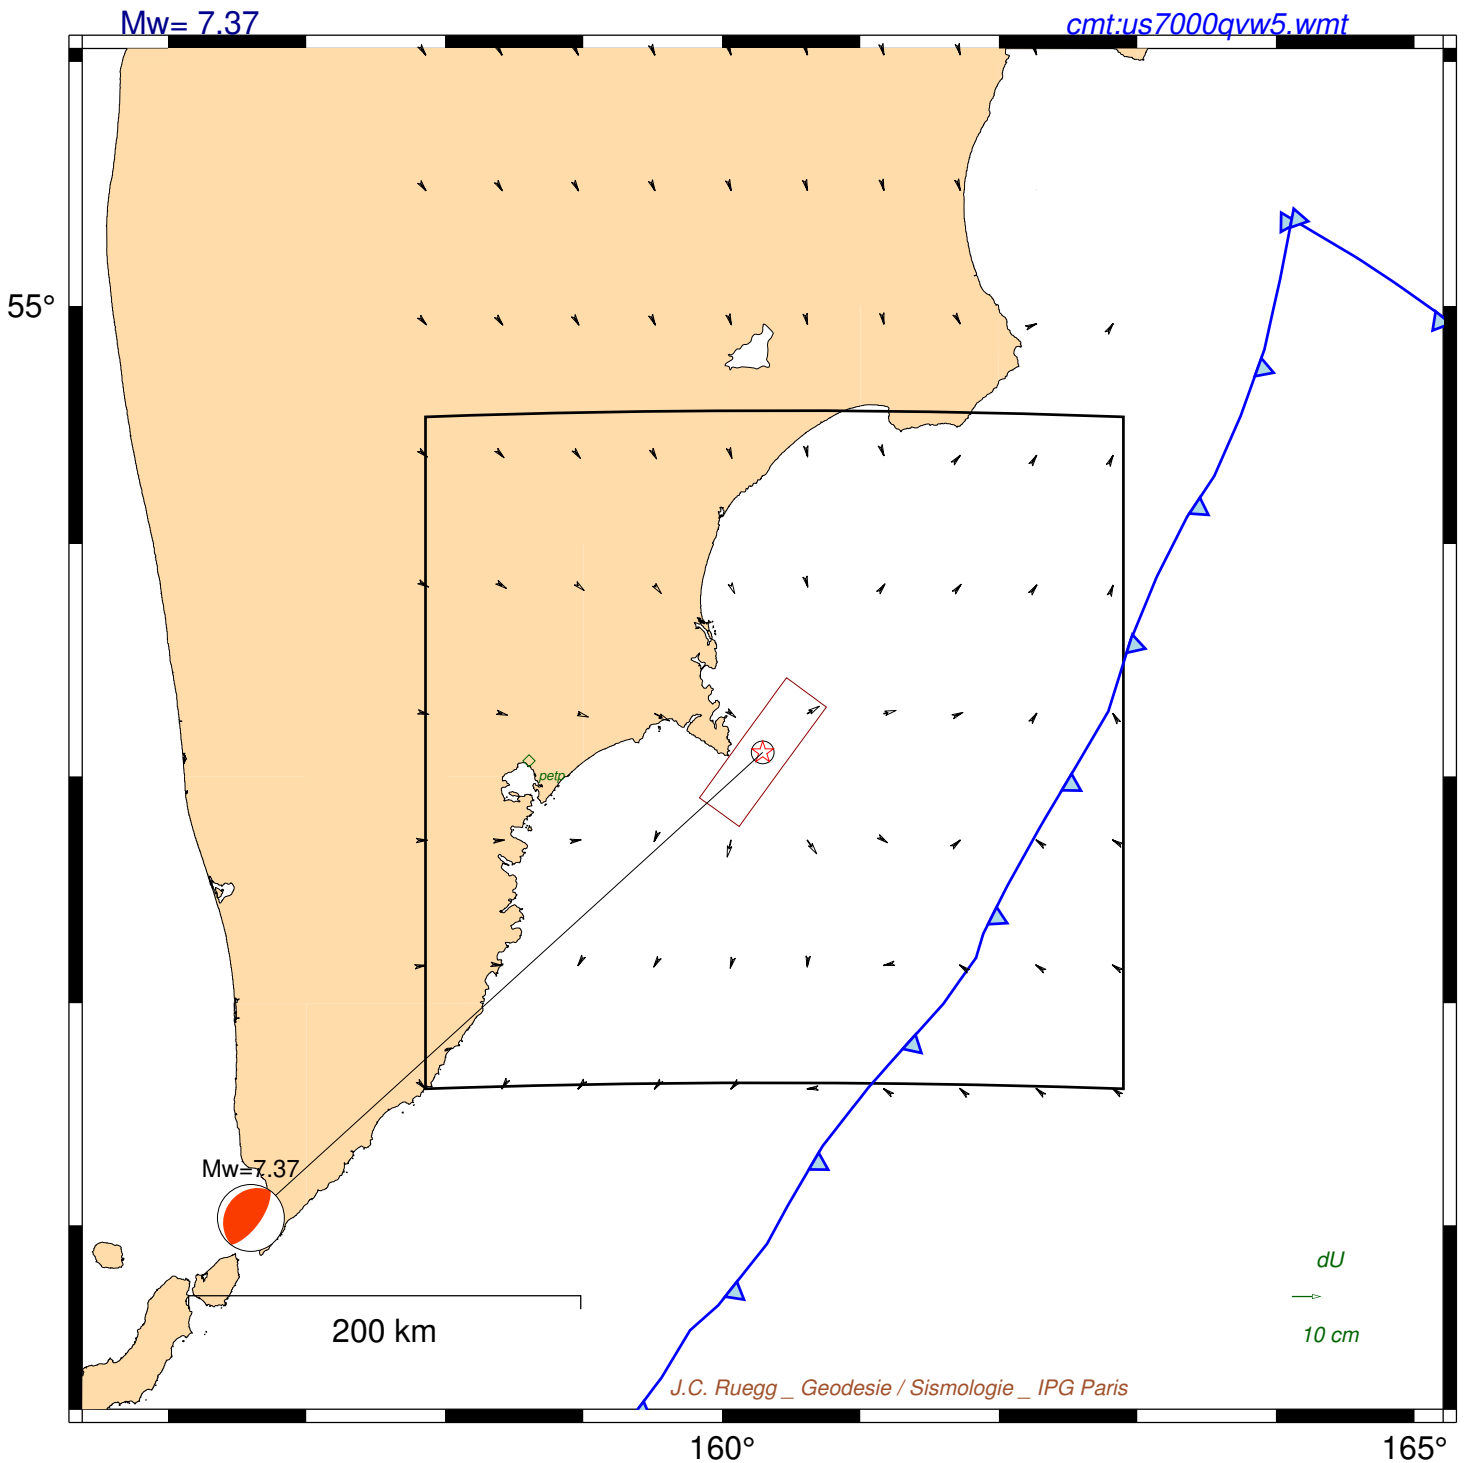 Mw= 7.37
cmt:us7000qvw5.wmt
55°
petp
Mw=7.37
200 km
dU
10 cm
J.C. Ruegg _ Geodesie / Sismologie _ IPG Paris
160°
165°